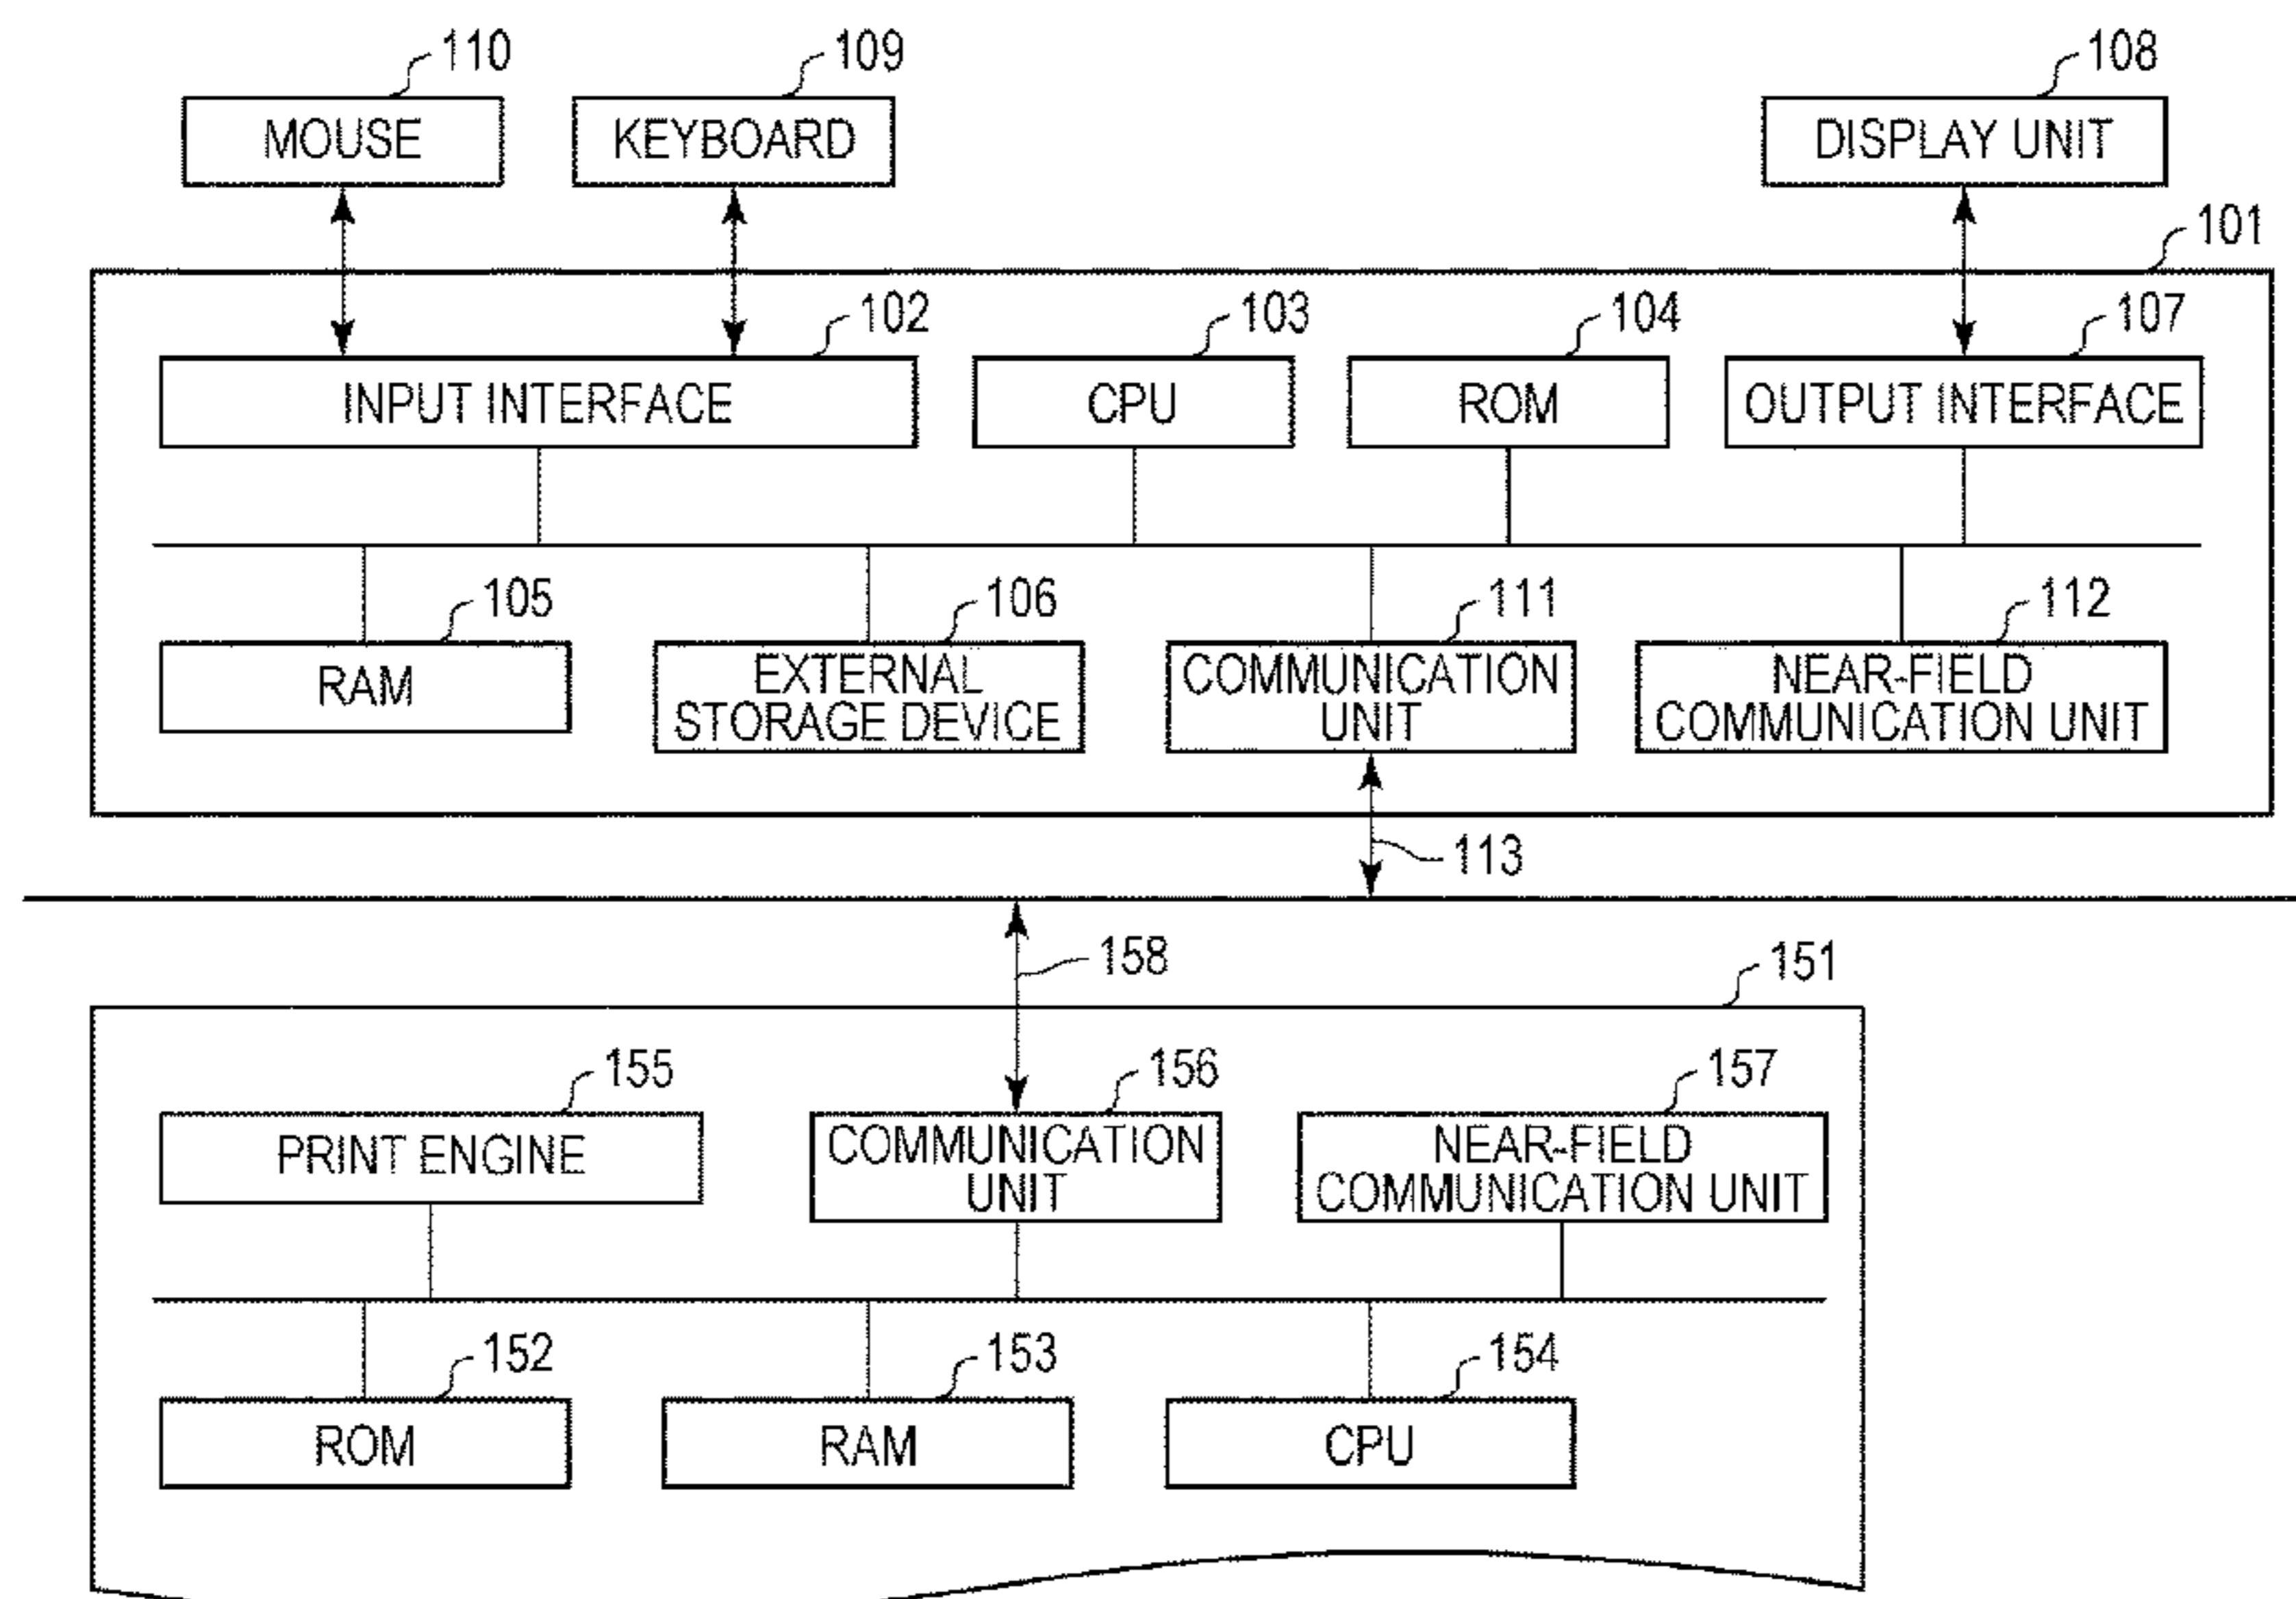 110
109
108
MOUSE
KEYBOARD
DISPLAY UNIT
101
102
103
104
107
INPUT INTERFACE
CPU
ROM
OUTPUT INTERFACE
105
106
111
112
RAM
EXTERNAL
STORAGE DEVICE
COMMUNICATION
UNIT
NEAR-FIELD
COMMUNICATION UNIT
113
158
151
155
156
157
PRINT ENGINE
COMMUNICATION
UNIT
NEAR-FIELD
COMMUNICATION UNIT
152
153
154
ROM
RAM
CPU